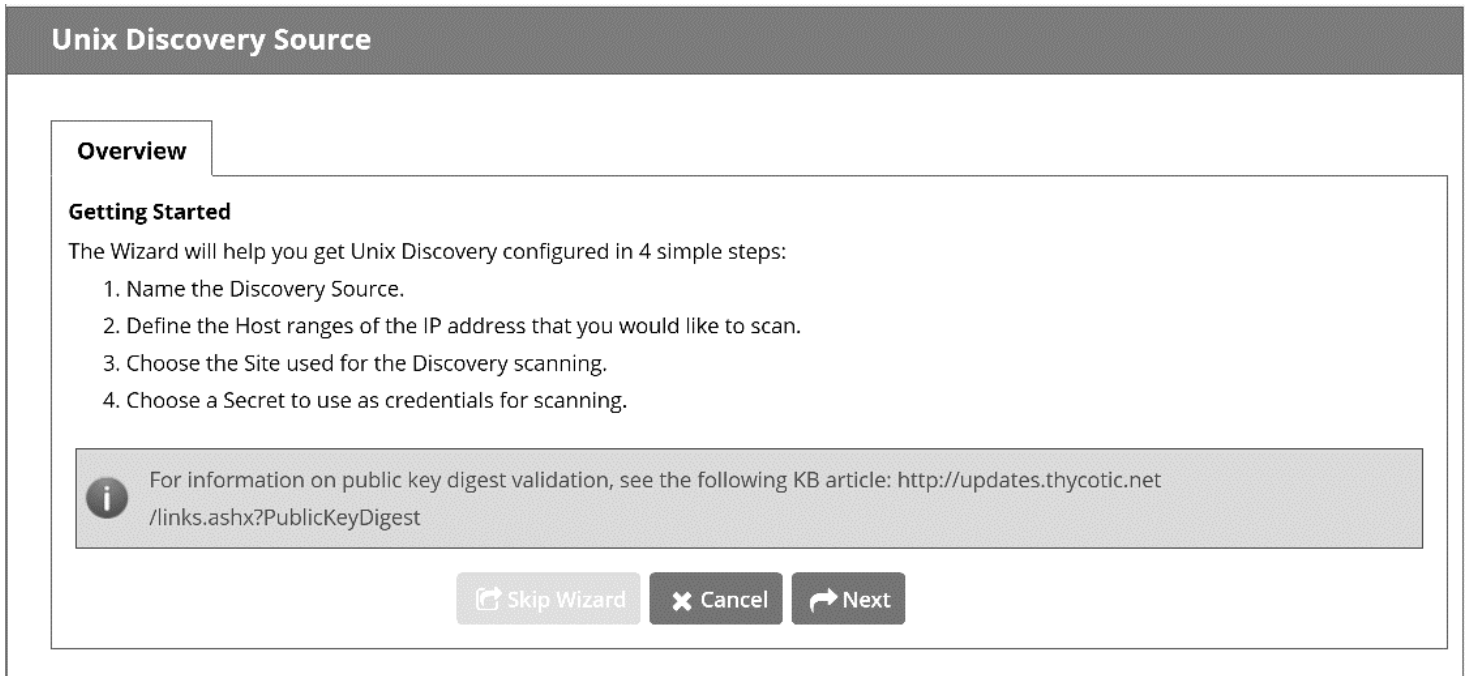 Unix Discovery Source
Overview
Getting Started
The Wizard will help you get Unix Discovery configured in 4 simple steps:
1. Name the Discovery Source.
2. Define the Host ranges of the IP address that you would like to scan.
3. Choose the Site used for the Discovery scanning.
4. Choose a Secret to use as credentials for scanning.
For information on public key digest validation, see the following KB article: http://updates.thycotic.net
/links.ashx?PublicKeyDigest
Skip Wizard Cancel Next